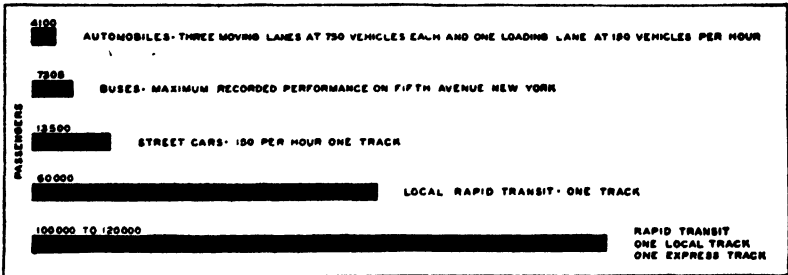 4100
AUTOMOBILES- THREE MOVING LANES AT 750 VEHICLES EACH AND ONE LOADING LANE AT 180 VEHICLES PER HOUR
7308
BUSES- MAXIMUM RECORDED PERFORMANCE ON FIFTH AVENUE NEW YORK
PASSENGERS
13500
STREET CARS- 150 PER HOUR ONE TRACK
60000
LOCAL RAPID TRANSIT- ONE TRACK
100000 TO 120000
RAPID TRANSIT
ONE LOCAL TRACK
ONE EXPRESS TRACK